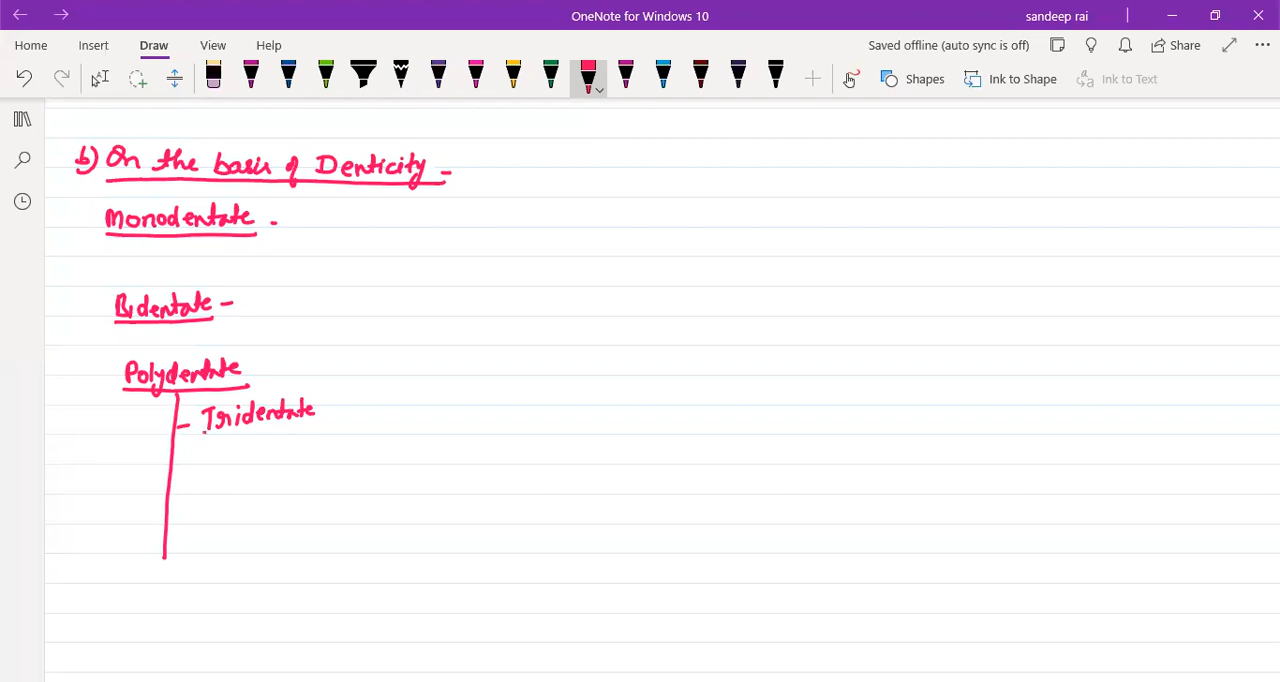 OneNote for Windows 10
sandeep rai
Home Insert Draw View Help
Saved offline (auto sync is off) Share
Shapes Ink to Shape Ink to Text
b) On the basis of Denticity -
Monodentate -
Bidentate -
Polydentate
- Tridentate